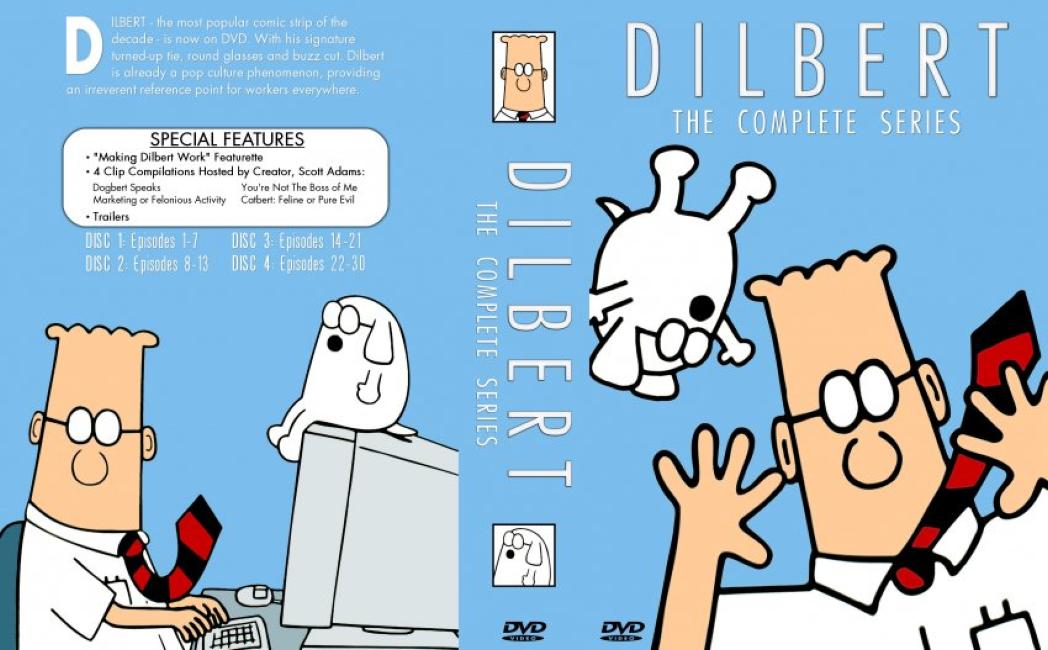 DILBERT - the most popular comic strip of the
decade - is now on DVD. With his signature
turned-up tie, round glasses and buzz cut. Dilbert
is already a pop culture phenomenon, providing
an irreverent reference point for workers everywhere.
SPECIAL FEATURES
• "Making Dilbert Work" Featurette
• 4 Clip Compilations Hosted by Creator, Scott Adams:
Dogbert Speaks You're Not The Boss of Me
Marketing or Felonious Activity Catbert: Feline or Pure Evil
• Trailers
DISC 1: Episodes 1-7 DISC 3: Episodes 14-21
DISC 2: Episodes 8-13 DISC 4: Episodes 22-30
DILBERT
THE COMPLETE SERIES
DVD
VIDEO
DILBERT
THE COMPLETE SERIES
DVD
VIDEO